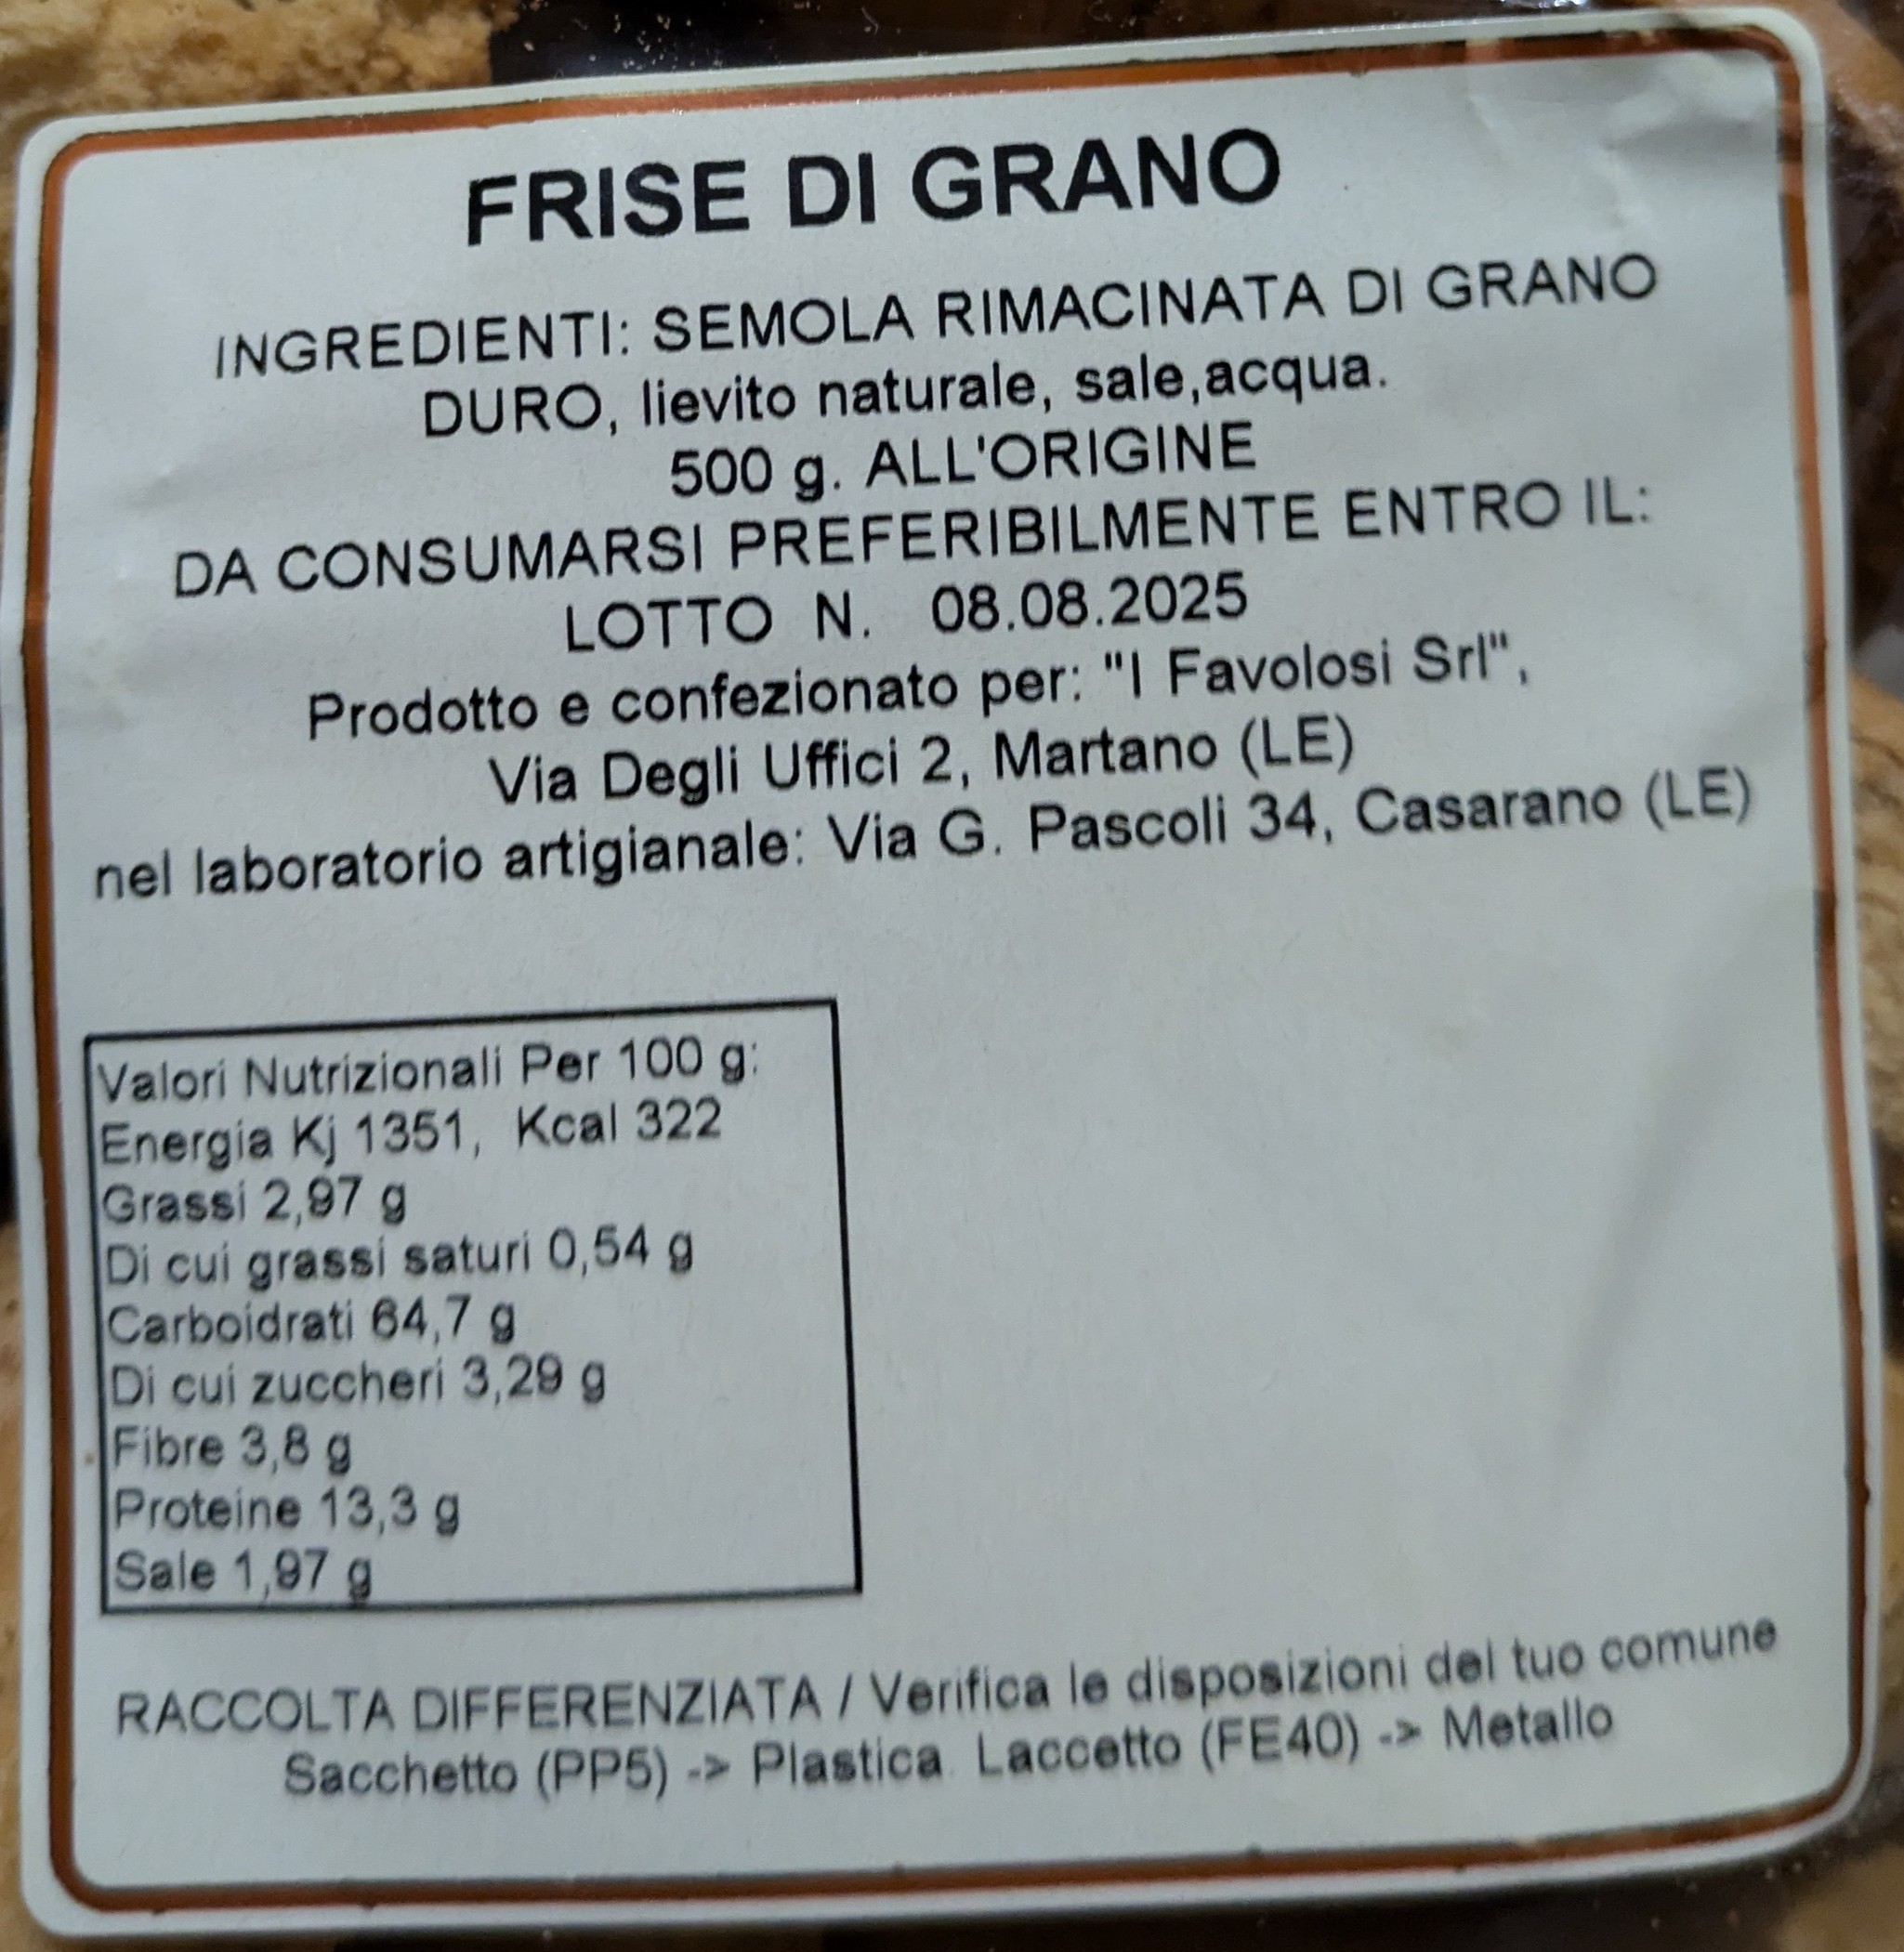 FRISE DI GRANO
INGREDIENTI: SEMOLA RIMACINATA DI GRANO
DURO, lievito naturale, sale,acqua.
500 g. ALL'ORIGINE
DA CONSUMARSI PREFERIBILMENTE ENTRO IL:
LOTTO N. 08.08.2025
Prodotto e confezionato per: "I Favolosi Srl",
Via Degli Uffici 2, Martano (LE)
nel laboratorio artigianale: Via G. Pascoli 34, Casarano (LE)
Valori Nutrizionali Per 100 g:
Energia Kj 1351, Kcal 322
Grassi 2,97 g
Di cui grassi saturi 0,54 g
Carboidrati 64,7 g
Di cui zuccheri 3,29 g
Fibre 3,8 g
Proteine 13,3 g
Sale 1,97 g
RACCOLTA DIFFERENZIATA / Verifica le disposizioni del tuo comune
Sacchetto (PP5) -> Plastica. Laccetto (FE40) -> Metallo